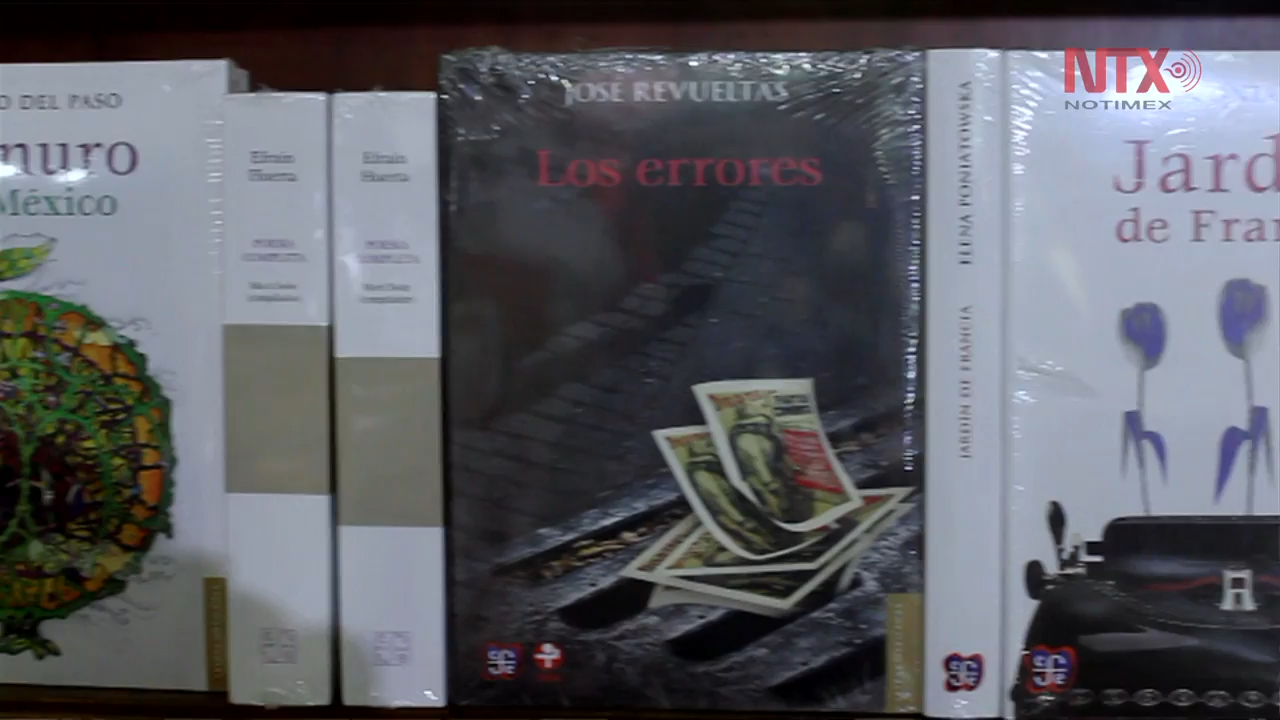 O DEL PASO
nuro
México
Efraín
Huerta
POESÍA
COMPLETA
Efraín
Huerta
POESÍA
COMPLETA
JOSÉ REVUELTAS
Los errores
ELENA PONIATOWSKA
JARDÍN DE FRANCIA
Jard
de Fran
NTX
NOTIMEX